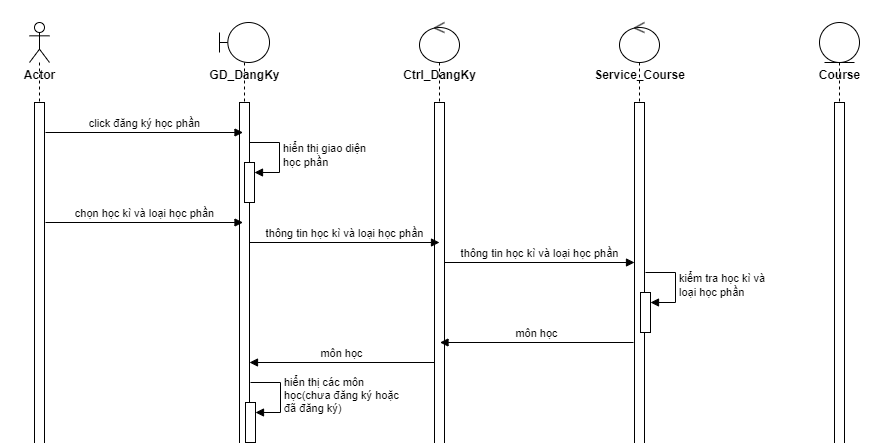 Actor
GD_DangKy
Ctrl_DangKy
Service_Course
Course
click đăng ký học phần
hiển thị giao diện
học phần
chọn học kì và loại học phần
thông tin học kì và loại học phần
thông tin học kì và loại học phần
kiểm tra học kì và
loại học phần
môn học
môn học
hiển thị các môn
học(chưa đăng ký hoặc
đã đăng ký)